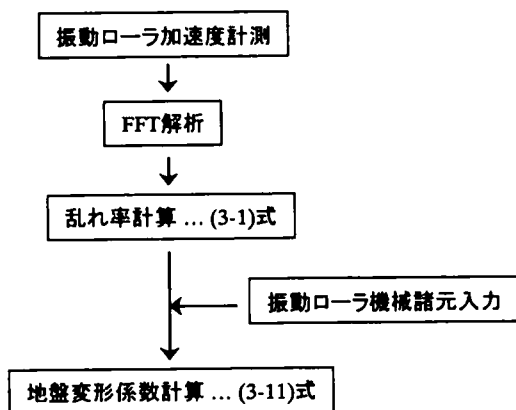 振動ローラ加速度計測
FFT解析
乱れ率計算 … (3-1)式
振動ローラ機械諸元入力
地盤変形係数計算 … (3-11)式